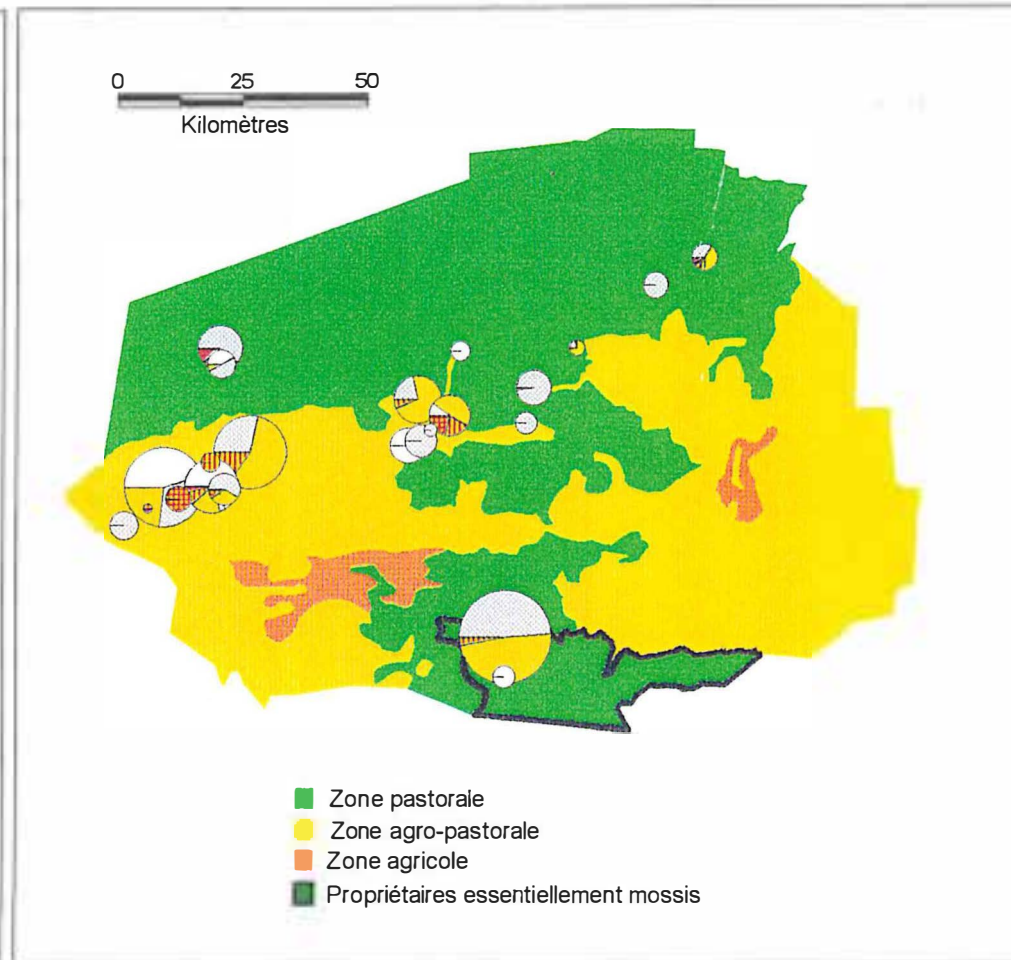 0 25 50
Kilomètres
Zone pastorale
Zone agro-pastorale
Zone agricole
Propriétaires essentiellement mossis